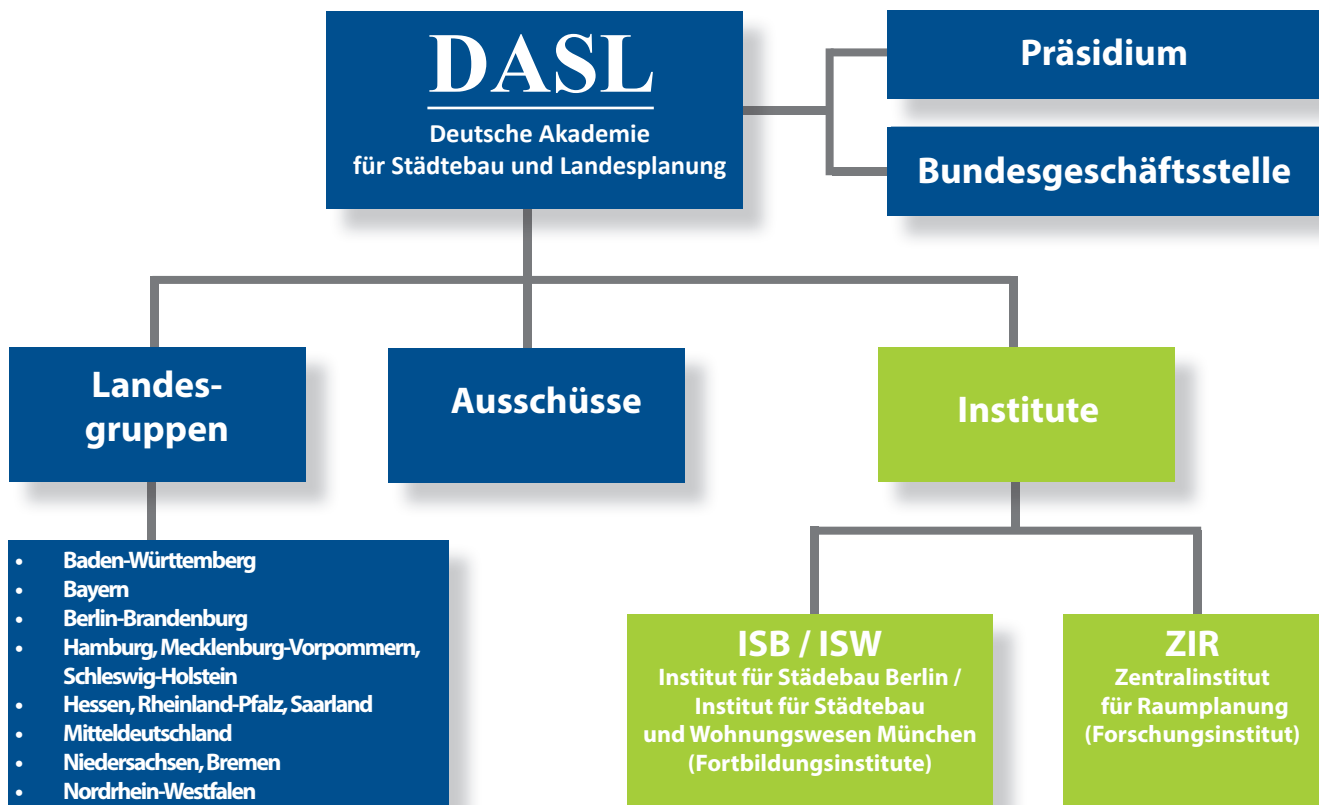 DASL
Deutsche Akademie
für Städtebau und Landesplanung
Präsidium
Bundesgeschäftsstelle
Landes-
gruppen
Ausschüsse
Institute
• Baden-Württemberg
• Bayern
• Berlin-Brandenburg
• Hamburg, Mecklenburg-Vorpommern,
Schleswig-Holstein
• Hessen, Rheinland-Pfalz, Saarland
• Mitteldeutschland
• Niedersachsen, Bremen
• Nordrhein-Westfalen
ISB / ISW
Institut für Städebau Berlin /
Institut für Städtebau
und Wohnungswesen München
(Fortbildungsinstitute)
ZIR
Zentralinstitut
für Raumplanung
(Forschungsinstitut)